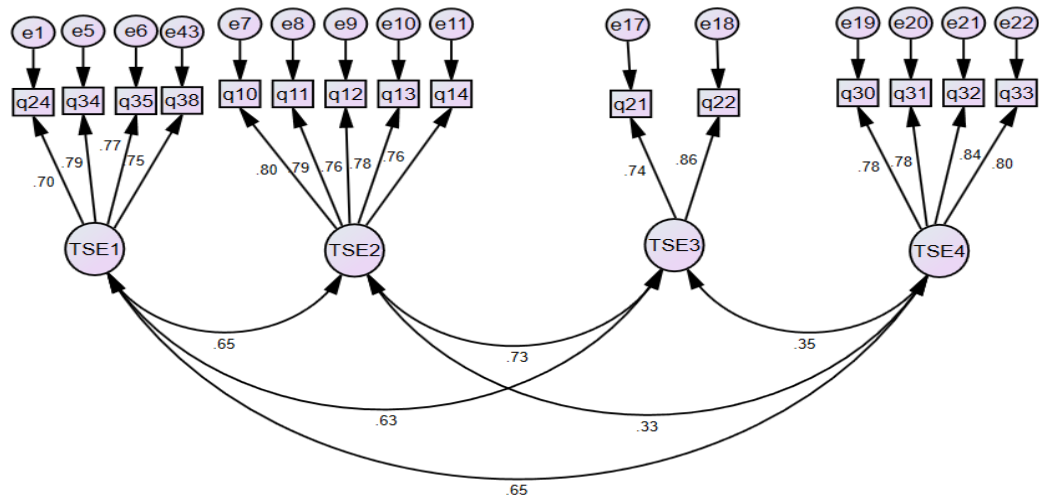 e1 e5 e6 e43 e7 e8 e9 e10 e11 e17 e18 e19 e20 e21 e22
q24 q34 q35 q38 q10 q11 q12 q13 q14 q21 q22 q30 q31 q32 q33
.70 .79 .77 .75 .80 .79 .76 .78 .76 .74 .86 .78 .78 .84 .80
TSE1 TSE2 TSE3 TSE4
.65 .73 .35
.63 .33
.65